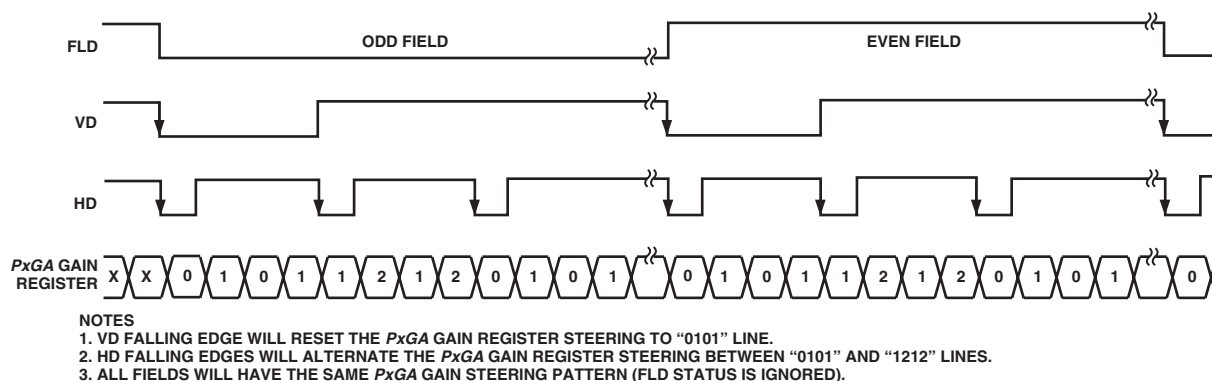 FLD ODD FIELD EVEN FIELD
VD
HD
PxGA GAIN
REGISTER X X 0 1 0 1 1 2 1 2 0 1 0 1 0 1 0 1 1 2 1 2 0 1 0 1 0
NOTES
1. VD FALLING EDGE WILL RESET THE PxGA GAIN REGISTER STEERING TO “0101” LINE.
2. HD FALLING EDGES WILL ALTERNATE THE PxGA GAIN REGISTER STEERING BETWEEN “0101” AND “1212” LINES.
3. ALL FIELDS WILL HAVE THE SAME PxGA GAIN STEERING PATTERN (FLD STATUS IS IGNORED).